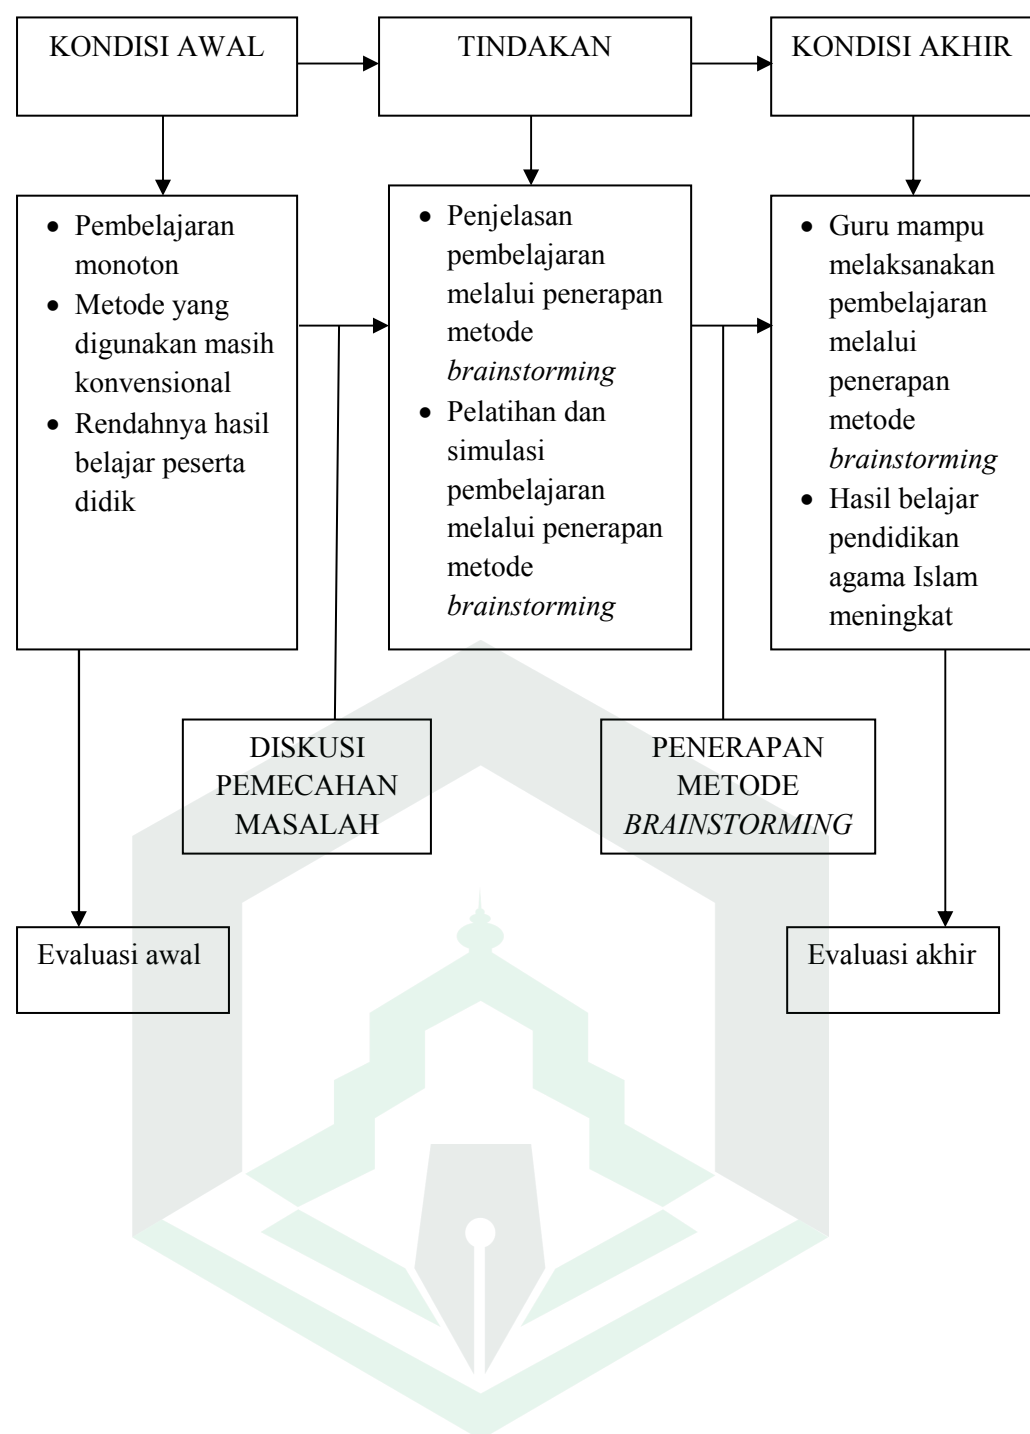 KONDISI AWAL
TINDAKAN
KONDISI AKHIR
• Pembelajaran
monoton
• Metode yang
digunakan masih
konvensional
• Rendahnya hasil
belajar peserta
didik
• Penjelasan
pembelajaran
melalui penerapan
metode
brainstorming
• Pelatihan dan
simulasi
pembelajaran
melalui penerapan
metode
brainstorming
• Guru mampu
melaksanakan
pembelajaran
melalui
penerapan
metode
brainstorming
• Hasil belajar
pendidikan
agama Islam
meningkat
DISKUSI
PEMECAHAN
MASALAH
PENERAPAN
METODE
BRAINSTORMING
Evaluasi awal
Evaluasi akhir